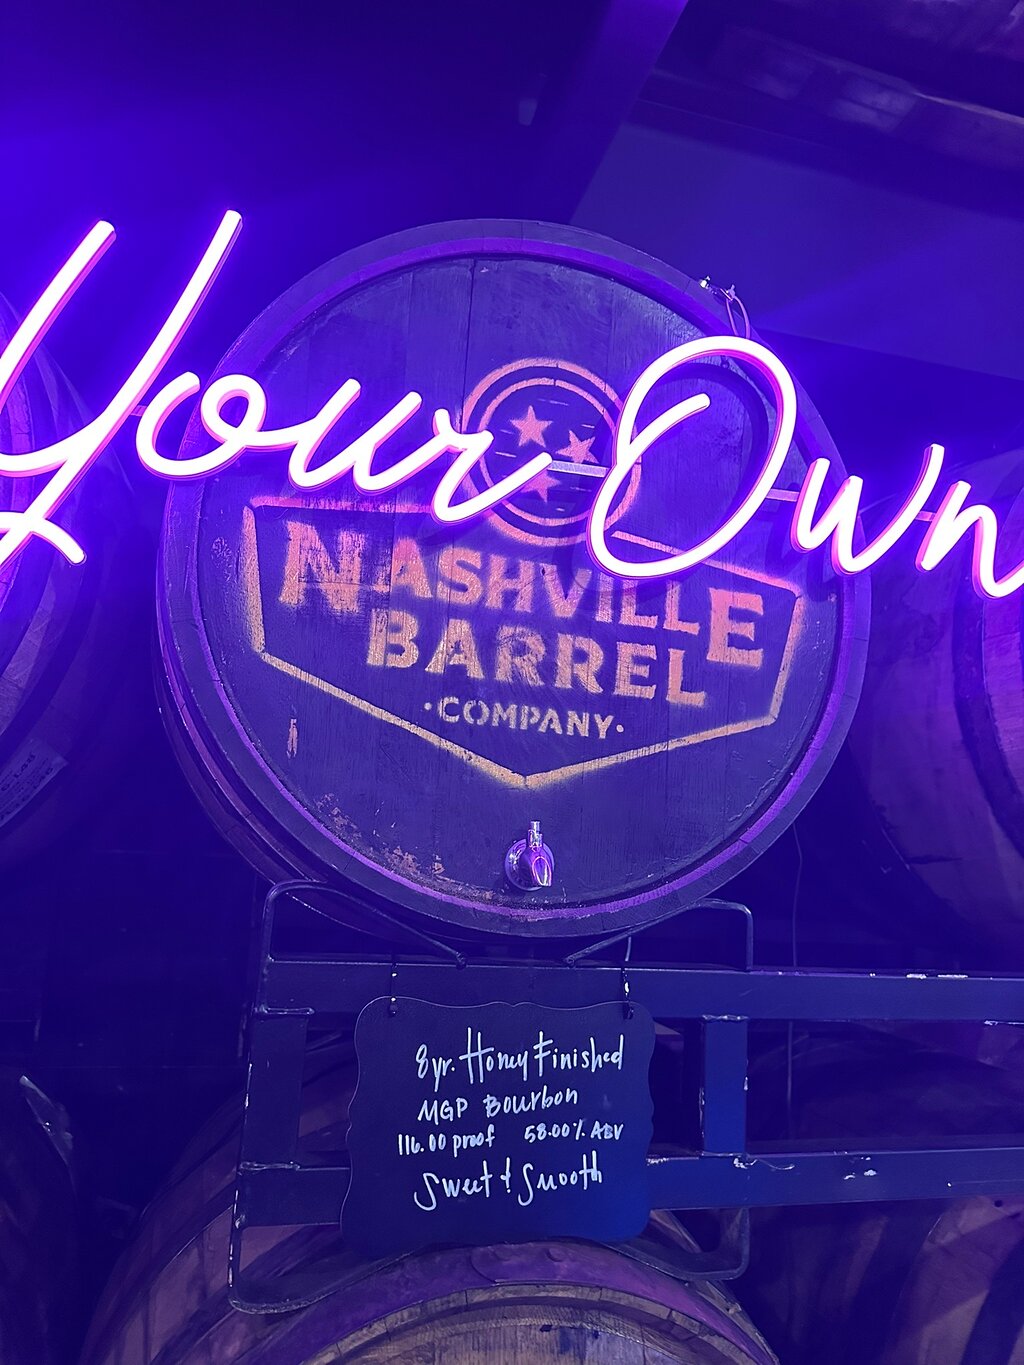 Your Own
NASHVILLE
BARREL
·COMPANY·
8yr. Honey Finished
MGP Bourbon
116.00 proof 58.00% ABV
Sweet & Smooth